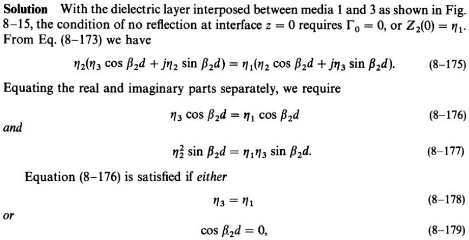 Solution With the dielectric layer interposed between media 1 and 3 as shown in Fig.
8–15, the condition of no reflection at interface z = 0 requires Γ₀ = 0, or Z₂(0) = η₁.
From Eq. (8–173) we have
η₂(η₃ cos β₂d + jη₂ sin β₂d) = η₁(η₂ cos β₂d + jη₃ sin β₂d). (8–175)
Equating the real and imaginary parts separately, we require
η₃ cos β₂d = η₁ cos β₂d (8–176)
and
η₂² sin β₂d = η₁η₃ sin β₂d. (8–177)
Equation (8–176) is satisfied if either
η₃ = η₁ (8–178)
or
cos β₂d = 0, (8–179)